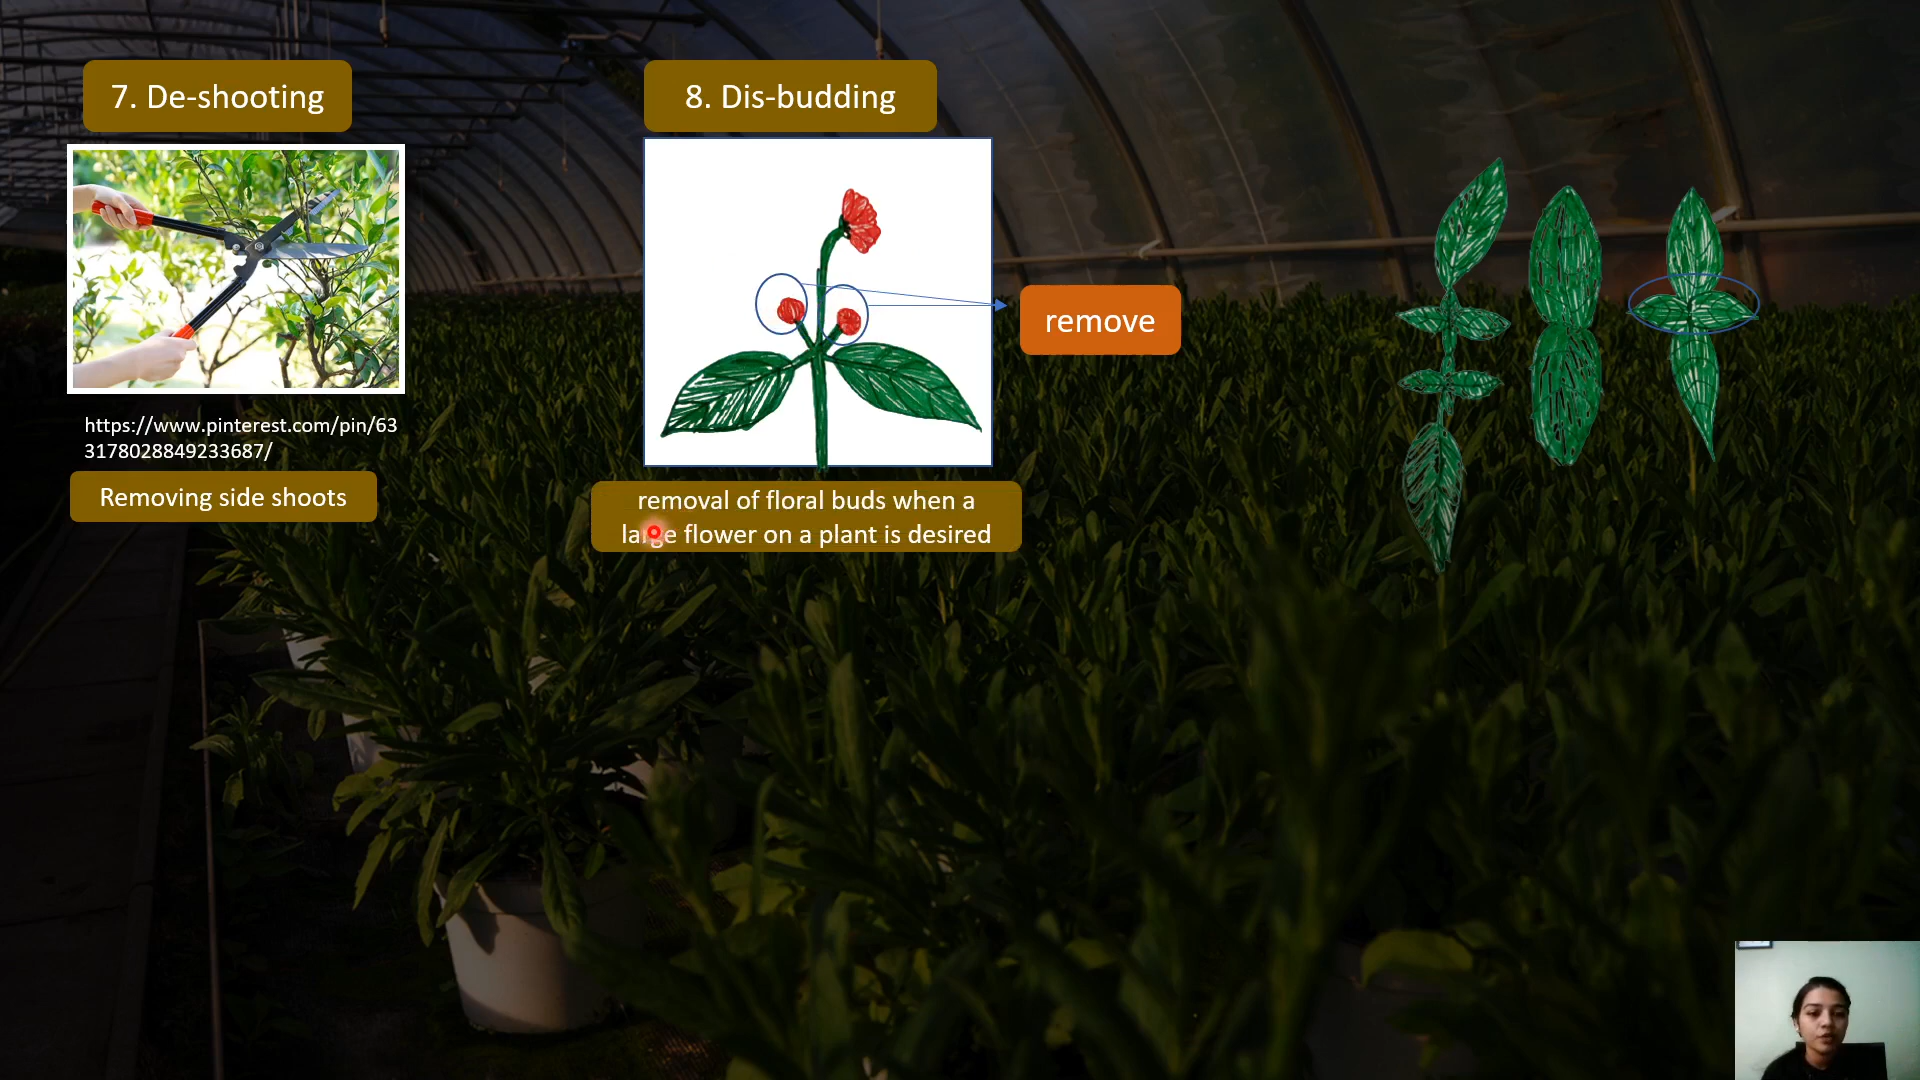 7. De-shooting
https://www.pinterest.com/pin/63
3178028849233687/
Removing side shoots
8. Dis-budding
remove
removal of floral buds when a
large flower on a plant is desired